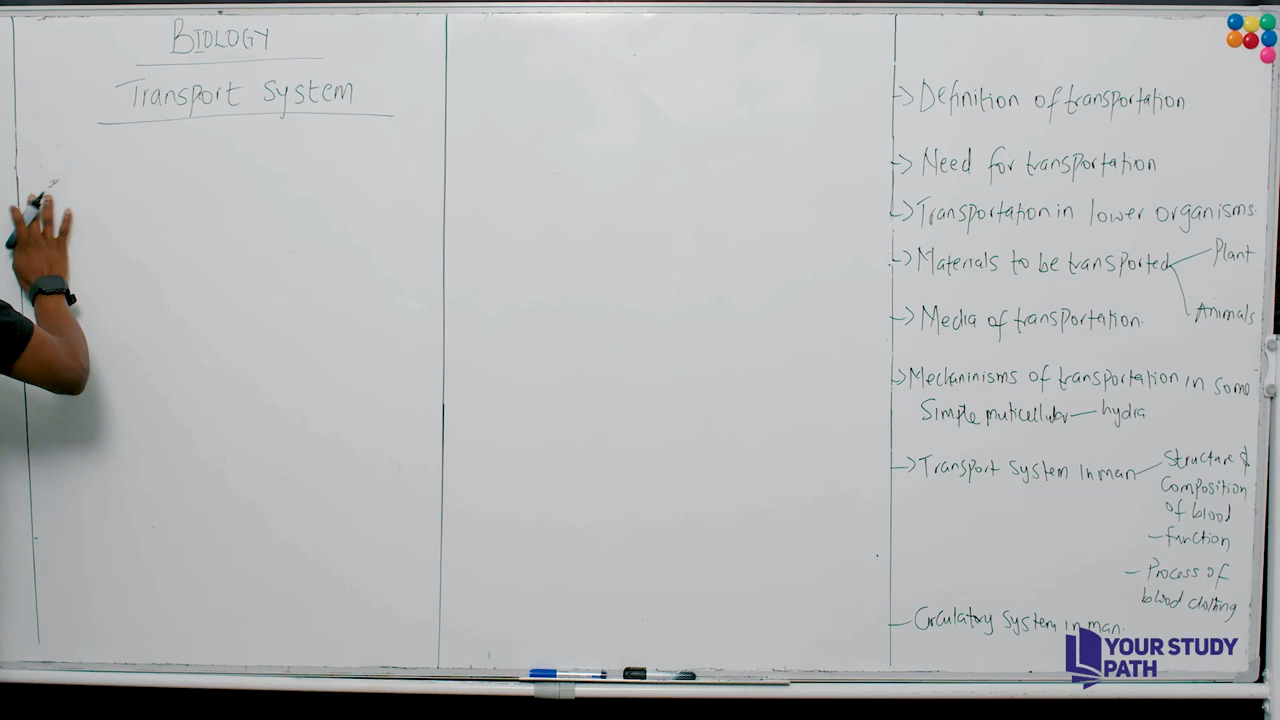 BIOLOGY
Transport System
-> Definition of transportation
-> Need for transportation
-> Transportation in lower organisms.
-> Materials to be transported
Plant
Animals
-> Media of transportation.
-> Mechaninisms of transportation in some
Simple muticellular — hydra
-> Transport System in man
Structure &
Composition
of blood
- function
- Process of
blood clotting
- Circulatory System in man.
YOUR STUDY
PATH